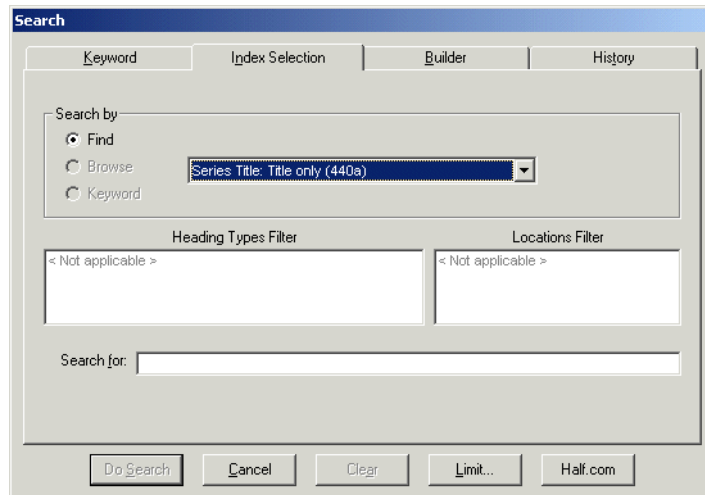 Search
Keyword Index Selection Builder History
Search by
Find
Browse Series Title: Title only (440a)
Keyword
Heading Types Filter Locations Filter
< Not applicable > < Not applicable >
Search for:
Do Search Cancel Clear Limit... Half.com